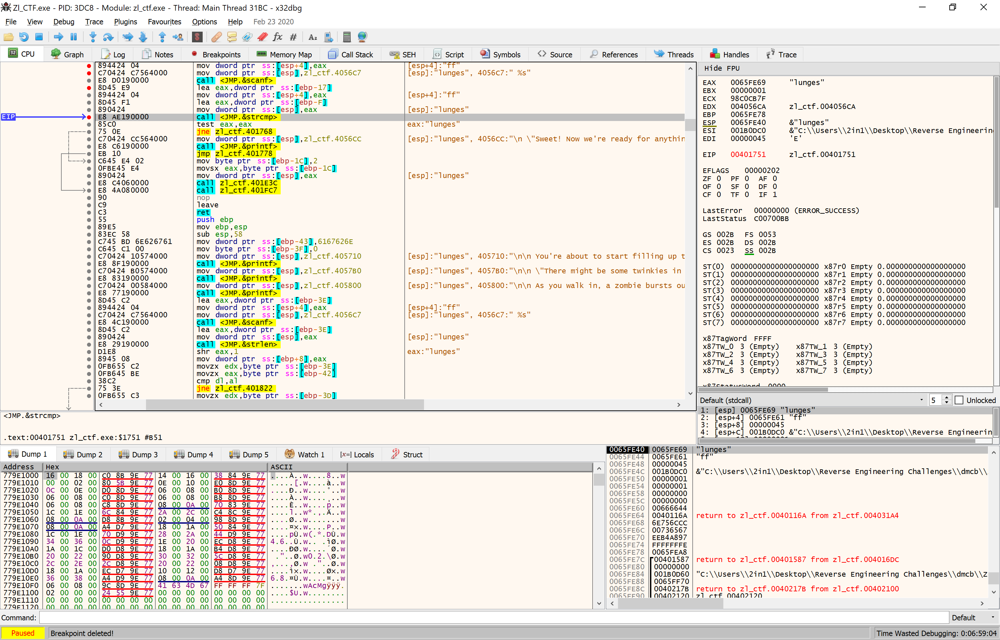 Zl_CTF.exe - PID: 3DC8 - Module: zl_ctf.exe - Thread: Main Thread 31BC - x32dbg
File View Debug Trace Plugins Favourites Options Help Feb 23 2020
CPU Graph Log Notes Breakpoints Memory Map Call Stack SEH Script Symbols Source References Threads Handles Trace
894424 04 mov dword ptr ss:[esp+4],eax [esp+4]:"ff"
C70424 C7564000 mov dword ptr ss:[esp],zl_ctf.4056C7 [esp]:"lunges", 4056C7:" %s"
E8 D0190000 call <JMP.&scanf>
8D45 E9 lea eax,dword ptr ss:[ebp-17]
894424 04 mov dword ptr ss:[esp+4],eax [esp+4]:"ff"
8D45 F1 lea eax,dword ptr ss:[ebp-F]
890424 mov dword ptr ss:[esp],eax [esp]:"lunges"
EIP E8 AE190000 call <JMP.&strcmp>
85C0 test eax,eax eax:"lunges"
75 0E jne zl_ctf.401768
C70424 CC564000 mov dword ptr ss:[esp],zl_ctf.4056CC [esp]:"lunges", 4056CC:"\n \"Sweet! Now we're ready for anythin
E8 C6190000 call <JMP.&printf>
EB 10 jmp zl_ctf.401778
C645 E4 02 mov byte ptr ss:[ebp-1C],2
0FBE45 E4 movsx eax,byte ptr ss:[ebp-1C]
890424 mov dword ptr ss:[esp],eax [esp]:"lunges"
E8 C4060000 call zl_ctf.401E3C
E8 4A080000 call zl_ctf.401FC7
90 nop
C9 leave
C3 ret
55 push ebp
89E5 mov ebp,esp
83EC 58 sub esp,58
C745 BD 6E626761 mov dword ptr ss:[ebp-43],6167626E
C645 C1 00 mov byte ptr ss:[ebp-3F],0
C70424 10574000 mov dword ptr ss:[esp],zl_ctf.405710 [esp]:"lunges", 405710:"\n\n You're about to start filling up t
E8 8F190000 call <JMP.&printf>
C70424 B0574000 mov dword ptr ss:[esp],zl_ctf.4057B0 [esp]:"lunges", 4057B0:"\n\n \"There might be some twinkies in
E8 83190000 call <JMP.&printf>
C70424 00584000 mov dword ptr ss:[esp],zl_ctf.405800 [esp]:"lunges", 405800:"\n\n As you walk in, a zombie bursts ou
E8 77190000 call <JMP.&printf>
8D45 C2 lea eax,dword ptr ss:[ebp-3E]
894424 04 mov dword ptr ss:[esp+4],eax [esp+4]:"ff"
C70424 C7564000 mov dword ptr ss:[esp],zl_ctf.4056C7 [esp]:"lunges", 4056C7:" %s"
E8 4C190000 call <JMP.&scanf>
8D45 C2 lea eax,dword ptr ss:[ebp-3E]
890424 mov dword ptr ss:[esp],eax [esp]:"lunges"
E8 29190000 call <JMP.&strlen>
D1E8 shr eax,1 eax:"lunges"
8945 08 mov dword ptr ss:[ebp+8],eax
0FB655 C2 movzx edx,byte ptr ss:[ebp-3E]
0FB645 BE movzx eax,byte ptr ss:[ebp-42]
38C2 cmp dl,al
75 3E jne zl_ctf.401822
0FB655 C3 movzx edx,byte ptr ss:[ebp-3D]
<JMP.&strcmp>
.text:00401751 zl_ctf.exe:$1751 #B51
Hide FPU
EAX 0065FE69 "lunges"
EBX 00000001
ECX 98C0CB7F
EDX 004056CA zl_ctf.004056CA
EBP 0065FE78
ESP 0065FE40 &"lunges"
ESI 001B0DC0 &"C:\\Users\\2in1\\Desktop\\Reverse Engineerin
EDI 00000045 'E'
EIP 00401751 zl_ctf.00401751
EFLAGS 00000202
ZF 0 PF 0 AF 0
OF 0 SF 0 DF 0
CF 0 TF 0 IF 1
LastError 00000000 (ERROR_SUCCESS)
LastStatus C00700BB
GS 002B FS 0053
ES 002B DS 002B
CS 0023 SS 002B
ST(0) 00000000000000000000 x87r0 Empty 0.000000000000000000
ST(1) 00000000000000000000 x87r1 Empty 0.000000000000000000
ST(2) 00000000000000000000 x87r2 Empty 0.000000000000000000
ST(3) 00000000000000000000 x87r3 Empty 0.000000000000000000
ST(4) 00000000000000000000 x87r4 Empty 0.000000000000000000
ST(5) 00000000000000000000 x87r5 Empty 0.000000000000000000
ST(6) 00000000000000000000 x87r6 Empty 0.000000000000000000
ST(7) 00000000000000000000 x87r7 Empty 0.000000000000000000
x87TagWord FFFF
x87TW_0 3 (Empty) x87TW_1 3 (Empty)
x87TW_2 3 (Empty) x87TW_3 3 (Empty)
x87TW_4 3 (Empty) x87TW_5 3 (Empty)
x87TW_6 3 (Empty) x87TW_7 3 (Empty)
x87StatusWord 0000
Default (stdcall) 5 Unlocked
1: [esp] 0065FE69 "lunges"
2: [esp+4] 0065FE61 "ff"
3: [esp+8] 00000045
4: [esp+C] 001B0DC0 &"C:\\Users\\2in1\\Desktop\\Reverse Engineerin
Dump 1 Dump 2 Dump 3 Dump 4 Dump 5 Watch 1 [x=] Locals Struct
Address Hex ASCII
779E1000 16 00 18 00 C0 8B 9E 77 14 00 16 00 38 84 9E 77 ....À..w....8..w
779E1010 00 00 02 00 80 5B 9E 77 0E 00 10 00 E0 8D 9E 77 .....[.w....à..w
779E1020 0C 00 0E 00 D0 8D 9E 77 06 00 08 00 B0 8D 9E 77 ....Ð..w....°..w
779E1030 06 00 08 00 C0 8D 9E 77 06 00 08 00 B8 8D 9E 77 ....À..w....¸..w
779E1040 06 00 08 00 C8 8D 9E 77 08 00 0A 00 70 83 9E 77 ....È..w....p..w
779E1050 1C 00 1E 00 6C 84 9E 77 2A 00 2C 00 C4 8C 9E 77 ....l..w*.,.Ä..w
779E1060 08 00 0A 00 D8 8B 9E 77 02 00 04 00 98 8D 9E 77 ....Ø..w.......w
779E1070 08 00 0A 00 A4 D7 9E 77 18 00 1A 00 50 84 9E 77 ....¤×.w....P..w
779E1080 1C 00 1E 00 70 D9 9E 77 28 00 2A 00 44 D9 9E 77 ....pÙ.w(.*.DÙ.w
779E1090 34 00 36 00 0C D9 9E 77 1E 00 20 00 EC D8 9E 77 4.6..Ù.w.. .ìØ.w
779E10A0 1A 00 1C 00 D0 D8 9E 77 18 00 1A 00 B4 D8 9E 77 ....ÐØ.w....´Ø.w
779E10B0 20 00 22 00 90 D8 9E 77 30 00 32 00 5C D8 9E 77  ."..Ø.w0.2.\Ø.w
779E10C0 2C 00 2E 00 2C D8 9E 77 20 00 22 00 08 D8 9E 77 ,...,Ø.w ."..Ø.w
779E10D0 18 00 1A 00 EC D7 9E 77 10 00 12 00 D8 D7 9E 77 ....ì×.w....Ø×.w
779E10E0 36 00 38 00 A4 D9 9E 77 08 00 0A 00 A4 8D 9E 77 6.8.¤Ù.w....¤..w
779E10F0 06 00 08 00 9C 8D 9E 77 41 63 4D 67 FF FF FF 7F .......wAcMgÿÿÿ.
779E1100 02 00 00 00 24 55 9E 77 00 00 00 00 00 00 00 00 ....$U.w........
779E1110 00 00 00 00 00 00 00 00 00 00 00 00 00 00 00 00 ................
779E1120 00 00 00 00 00 00 00 00 00 00 00 00 00 00 00 00
0065FE40 0065FE69 "lunges"
0065FE44 0065FE61 "ff"
0065FE48 00000045
0065FE4C 001B0DC0 &"C:\\Users\\2in1\\Desktop\\Reverse Engineering Challenges\\dmcb\\
0065FE50 00000001
0065FE54 00000001
0065FE58 00000000
0065FE5C 00000000
0065FE60 00666644
0065FE64 0040116A return to zl_ctf.0040116A from zl_ctf.004031A4
0065FE68 6E756CCC
0065FE6C 00736567
0065FE70 EEB4A897
0065FE74 FFFFFFFE
0065FE78 0065FEA8
0065FE7C 00401587 return to zl_ctf.00401587 from zl_ctf.004016DC
0065FE80 00000000
0065FE84 001B0D60 "C:\\Users\\2in1\\Desktop\\Reverse Engineering Challenges\\dmcb\\Z
0065FE88 0065FF70
0065FE8C 0040217B return to zl_ctf.0040217B from zl_ctf.00402100
0065FE90 00402120 zl_ctf.00402120
Command: Default
Paused Breakpoint deleted! Time Wasted Debugging: 0:06:59:04